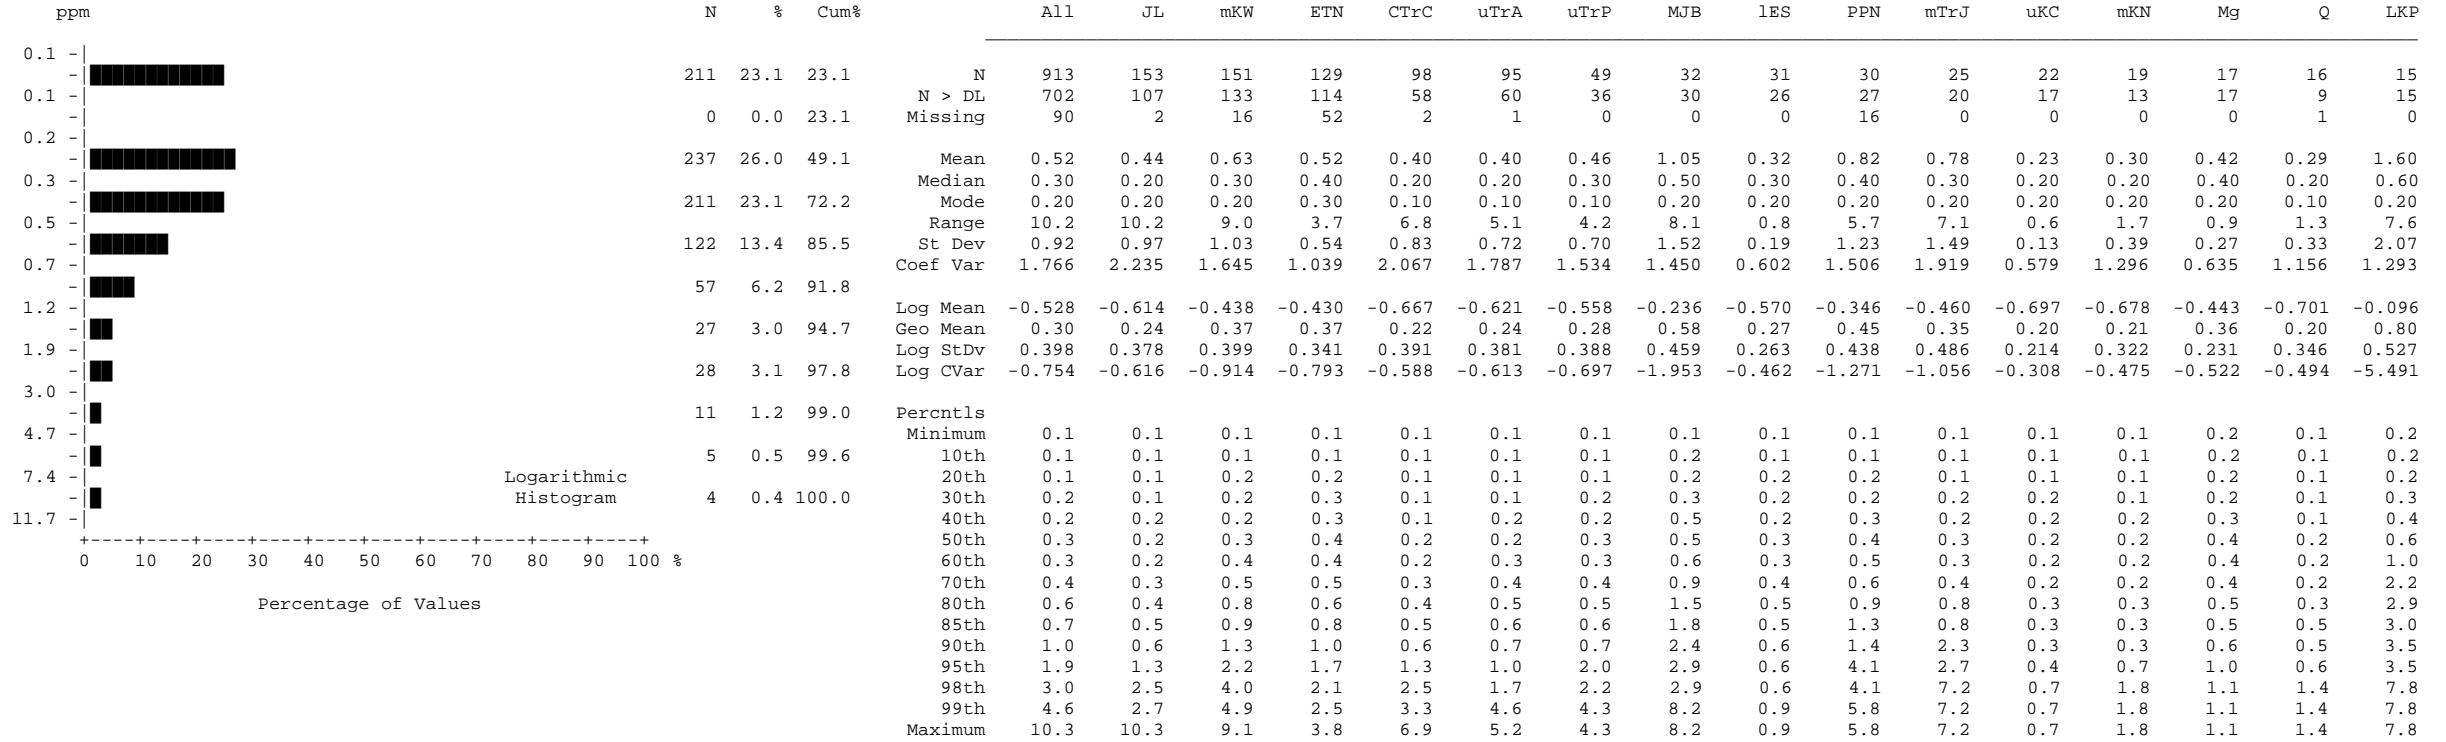 ppm N % Cum% All JL mKW ETN CTrC uTrA uTrP MJB lES PPN mTrJ uKC mKN Mg Q LKP
0.1
211 23.1 23.1 N 913 153 151 129 98 95 49 32 31 30 25 22 19 17 16 15
0.1 N > DL 702 107 133 114 58 60 36 30 26 27 20 17 13 17 9 15
0 0.0 23.1 Missing 90 2 16 52 2 1 0 0 0 16 0 0 0 0 1 0
0.2
237 26.0 49.1 Mean 0.52 0.44 0.63 0.52 0.40 0.40 0.46 1.05 0.32 0.82 0.78 0.23 0.30 0.42 0.29 1.60
0.3 Median 0.30 0.20 0.30 0.40 0.20 0.20 0.30 0.50 0.30 0.40 0.30 0.20 0.20 0.40 0.20 0.60
211 23.1 72.2 Mode 0.20 0.20 0.20 0.30 0.10 0.10 0.10 0.20 0.20 0.20 0.20 0.20 0.20 0.20 0.10 0.20
0.5 Range 10.2 10.2 9.0 3.7 6.8 5.1 4.2 8.1 0.8 5.7 7.1 0.6 1.7 0.9 1.3 7.6
122 13.4 85.5 St Dev 0.92 0.97 1.03 0.54 0.83 0.72 0.70 1.52 0.19 1.23 1.49 0.13 0.39 0.27 0.33 2.07
0.7 Coef Var 1.766 2.235 1.645 1.039 2.067 1.787 1.534 1.450 0.602 1.506 1.919 0.579 1.296 0.635 1.156 1.293
57 6.2 91.8
1.2 Log Mean -0.528 -0.614 -0.438 -0.430 -0.667 -0.621 -0.558 -0.236 -0.570 -0.346 -0.460 -0.697 -0.678 -0.443 -0.701 -0.096
27 3.0 94.7 Geo Mean 0.30 0.24 0.37 0.37 0.22 0.24 0.28 0.58 0.27 0.45 0.35 0.20 0.21 0.36 0.20 0.80
1.9 Log StDv 0.398 0.378 0.399 0.341 0.391 0.381 0.388 0.459 0.263 0.438 0.486 0.214 0.322 0.231 0.346 0.527
28 3.1 97.8 Log CVar -0.754 -0.616 -0.914 -0.793 -0.588 -0.613 -0.697 -1.953 -0.462 -1.271 -1.056 -0.308 -0.475 -0.522 -0.494 -5.491
3.0
11 1.2 99.0 Percntls
4.7 Minimum 0.1 0.1 0.1 0.1 0.1 0.1 0.1 0.1 0.1 0.1 0.1 0.1 0.1 0.2 0.1 0.2
5 0.5 99.6 10th 0.1 0.1 0.1 0.1 0.1 0.1 0.1 0.2 0.1 0.1 0.1 0.1 0.1 0.2 0.1 0.2
7.4 Logarithmic 20th 0.1 0.1 0.2 0.2 0.1 0.1 0.1 0.2 0.2 0.2 0.1 0.1 0.1 0.2 0.1 0.2
Histogram 4 0.4 100.0 30th 0.2 0.1 0.2 0.3 0.1 0.1 0.2 0.3 0.2 0.2 0.2 0.2 0.1 0.2 0.1 0.3
11.7 40th 0.2 0.2 0.2 0.3 0.1 0.2 0.2 0.5 0.2 0.3 0.2 0.2 0.2 0.3 0.1 0.4
50th 0.3 0.2 0.3 0.4 0.2 0.2 0.3 0.5 0.3 0.4 0.3 0.2 0.2 0.4 0.2 0.6
0 10 20 30 40 50 60 70 80 90 100 % 60th 0.3 0.2 0.4 0.4 0.2 0.3 0.3 0.6 0.3 0.5 0.3 0.2 0.2 0.4 0.2 1.0
70th 0.4 0.3 0.5 0.5 0.3 0.4 0.4 0.9 0.4 0.6 0.4 0.2 0.2 0.4 0.2 2.2
Percentage of Values 80th 0.6 0.4 0.8 0.6 0.4 0.5 0.5 1.5 0.5 0.9 0.8 0.3 0.3 0.5 0.3 2.9
85th 0.7 0.5 0.9 0.8 0.5 0.6 0.6 1.8 0.5 1.3 0.8 0.3 0.3 0.5 0.5 3.0
90th 1.0 0.6 1.3 1.0 0.6 0.7 0.7 2.4 0.6 1.4 2.3 0.3 0.3 0.6 0.5 3.5
95th 1.9 1.3 2.2 1.7 1.3 1.0 2.0 2.9 0.6 4.1 2.7 0.4 0.7 1.0 0.6 3.5
98th 3.0 2.5 4.0 2.1 2.5 1.7 2.2 2.9 0.6 4.1 7.2 0.7 1.8 1.1 1.4 7.8
99th 4.6 2.7 4.9 2.5 3.3 4.6 4.3 8.2 0.9 5.8 7.2 0.7 1.8 1.1 1.4 7.8
Maximum 10.3 10.3 9.1 3.8 6.9 5.2 4.3 8.2 0.9 5.8 7.2 0.7 1.8 1.1 1.4 7.8